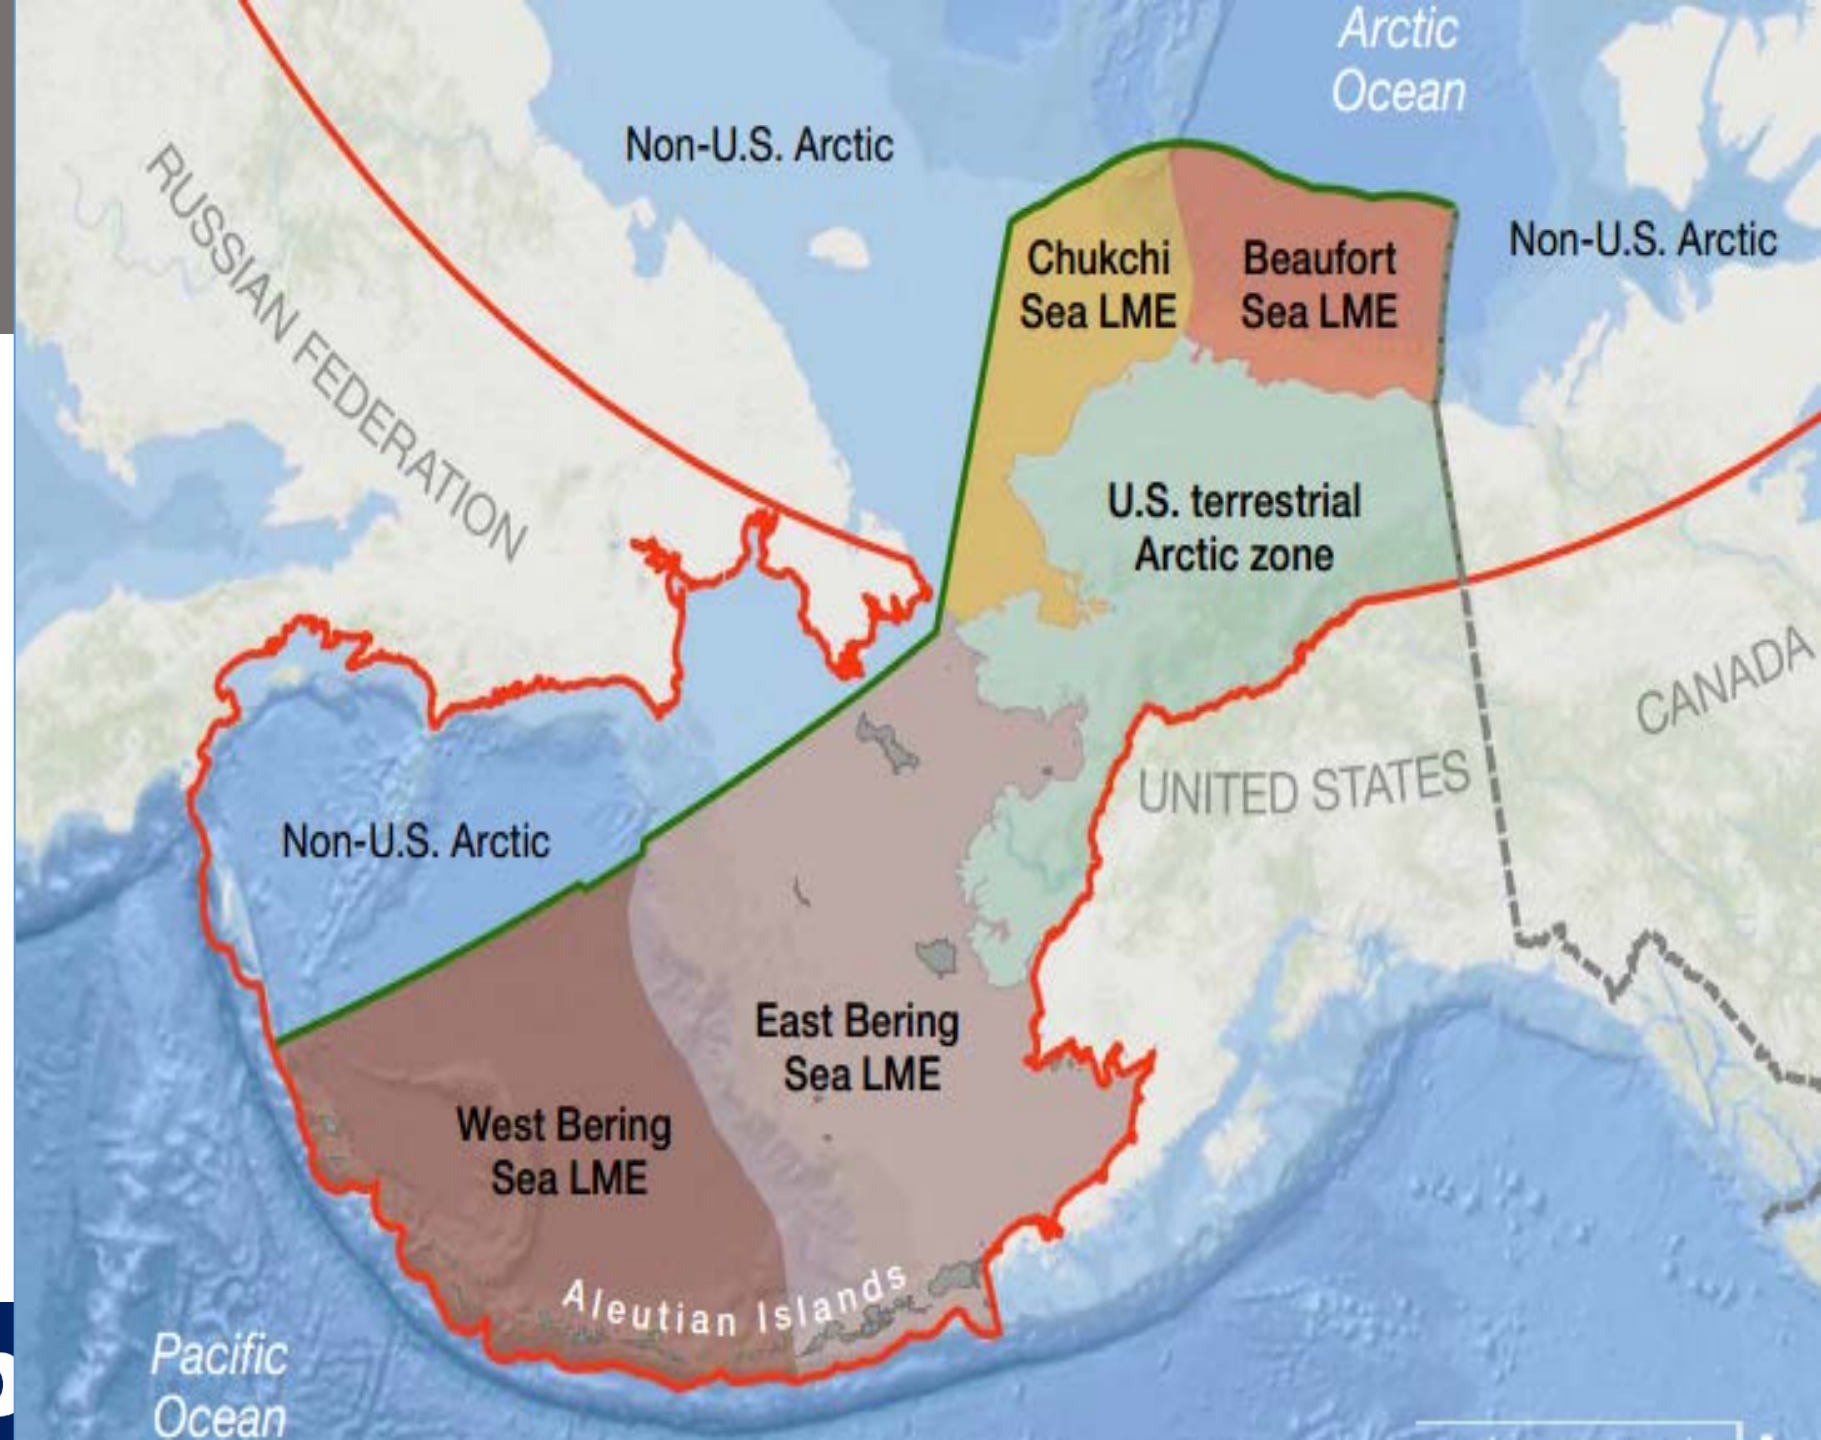 Arctic
Ocean
Non-U.S. Arctic
RUSSIAN FEDERATION
Chukchi
Sea LME
Beaufort
Sea LME
Non-U.S. Arctic
U.S. terrestrial
Arctic zone
CANADA
UNITED STATES
Non-U.S. Arctic
East Bering
Sea LME
West Bering
Sea LME
Aleutian Islands
Pacific
Ocean